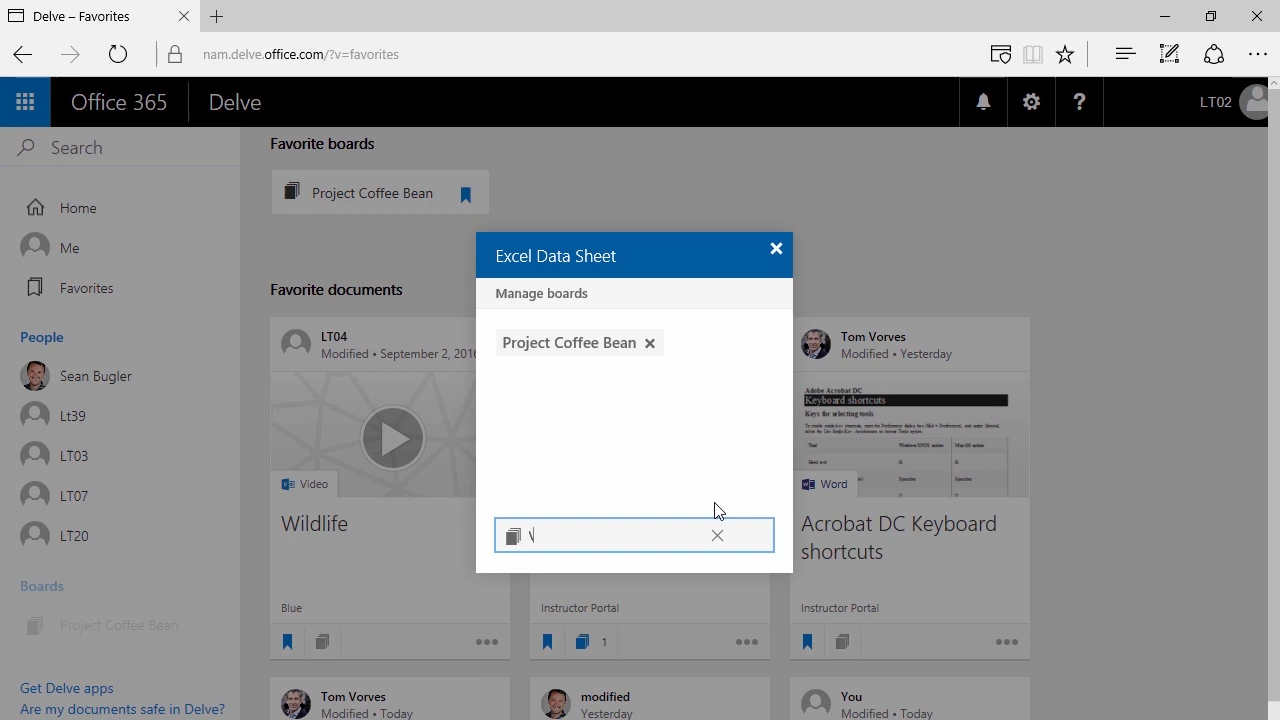 Delve – Favorites
nam.delve.office.com/?v=favorites
Office 365
Delve
?
LT02
Search
Home
Me
Favorites
People
Sean Bugler
Lt39
LT03
LT07
LT20
Boards
Project Coffee Bean
Get Delve apps
Are my documents safe in Delve?
Favorite boards
Project Coffee Bean
Favorite documents
LT04
Modified • September 2, 2016
Video
Wildlife
Blue
Excel Data Sheet
Manage boards
Project Coffee Bean
Instructor Portal
1
Tom Vorves
Modified • Yesterday
Adobe Acrobat DC
Keyboard shortcuts
Keys for selecting tools
Tool
Word
Acrobat DC Keyboard
shortcuts
Instructor Portal
Tom Vorves
Modified • Today
modified
Yesterday
You
Modified • Today